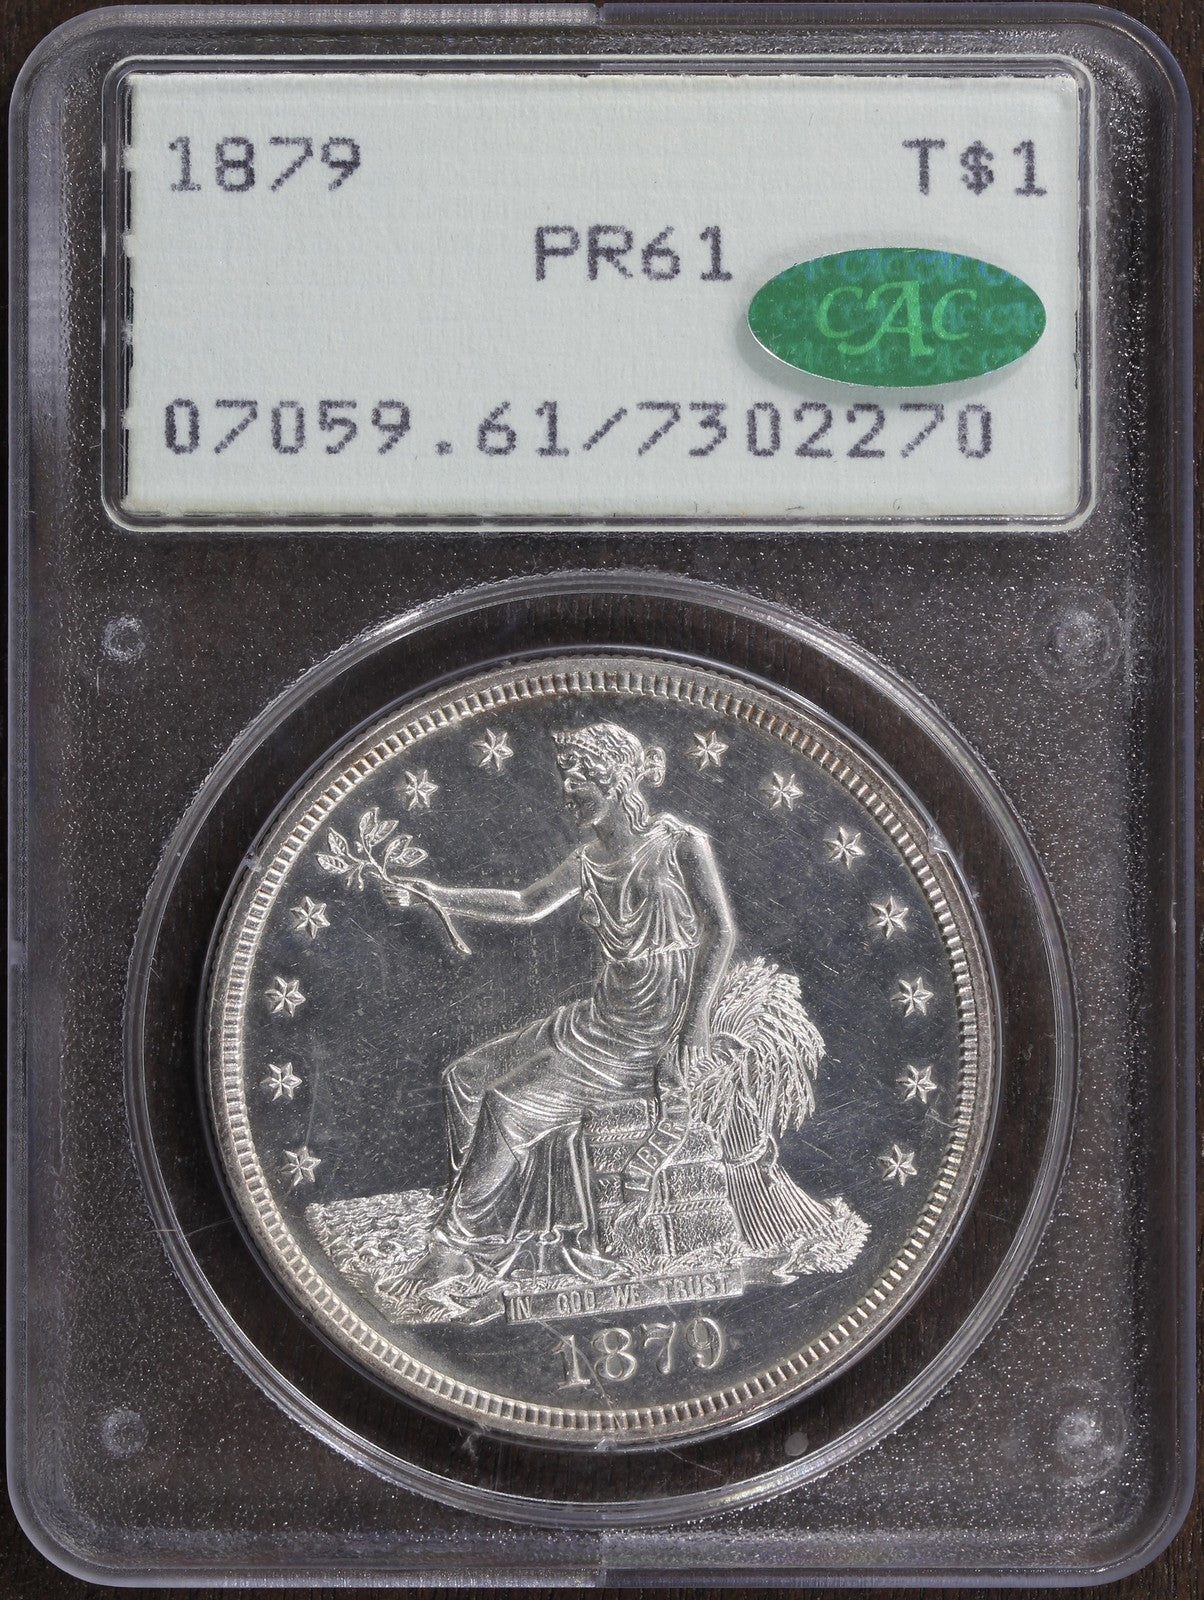 1879 T$1
PR61
CAC
07059.61/7302270
LIBERTY
IN GOD WE TRUST
1879